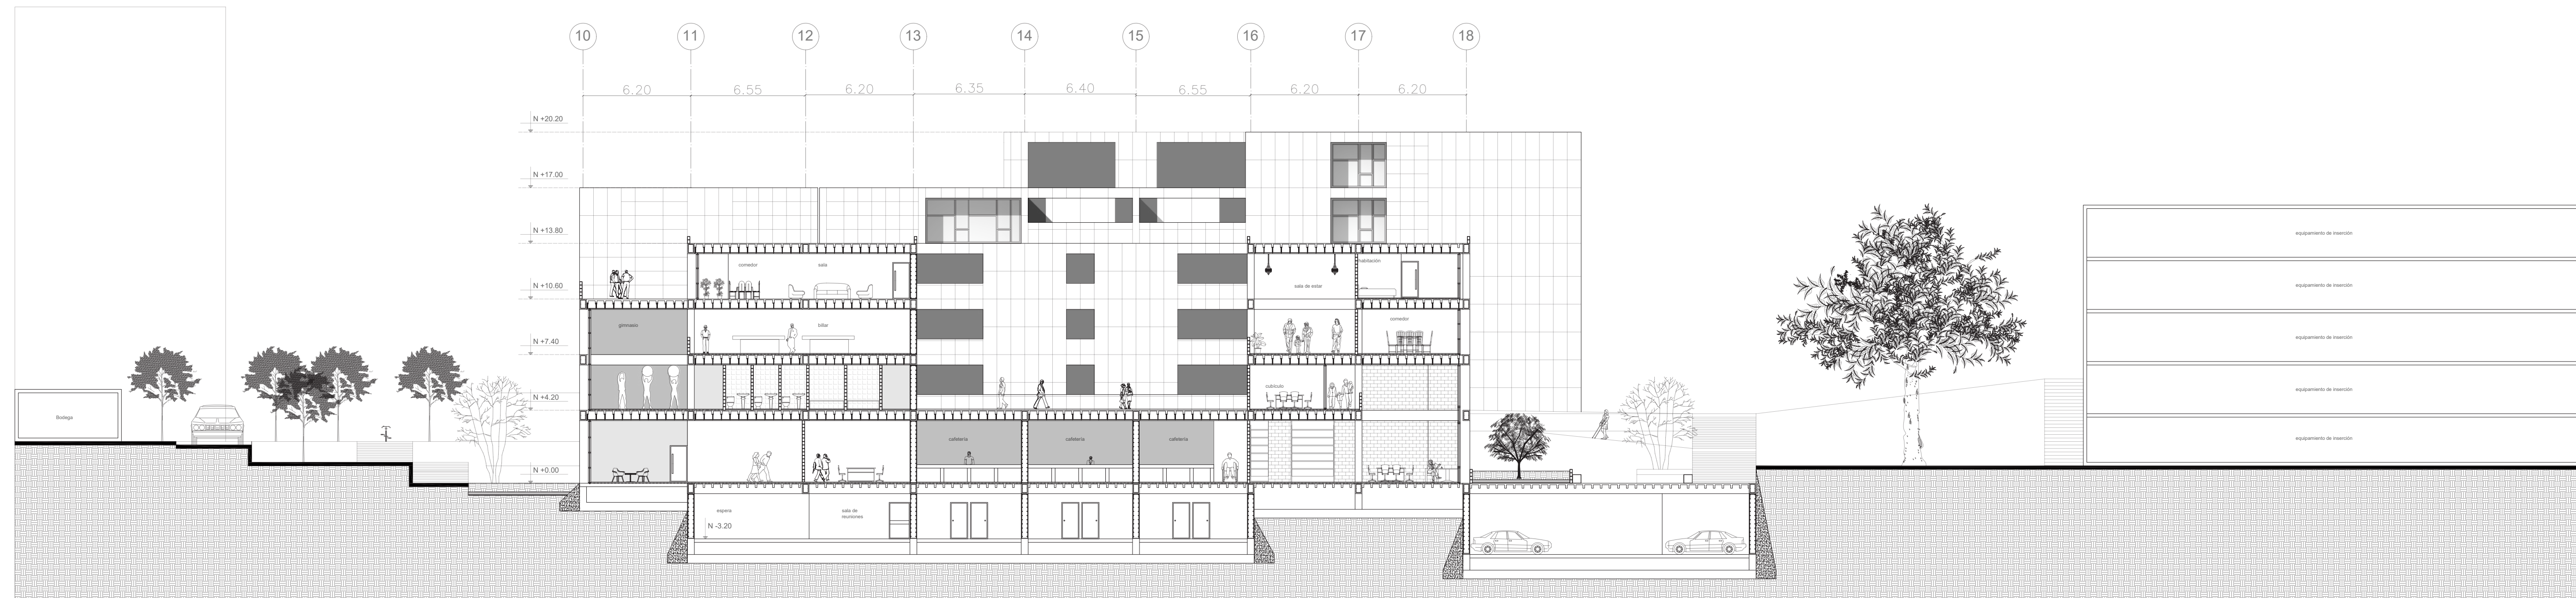 10 11 12 13 14 15 16 17 18
6.20 6.55 6.20 6.35 6.40 6.55 6.20 6.20
N +20.20
N +17.00
N +13.80
N +10.60
N +7.40
N +4.20
N +0.00
N -3.20
comedor
sala
habitación
sala de estar
gimnasio
billar
comedor
cubículo
cafetería
cafetería
cafetería
espera
sala de
reuniones
Bodega
equipamiento de inserción
equipamiento de inserción
equipamiento de inserción
equipamiento de inserción
equipamiento de inserción